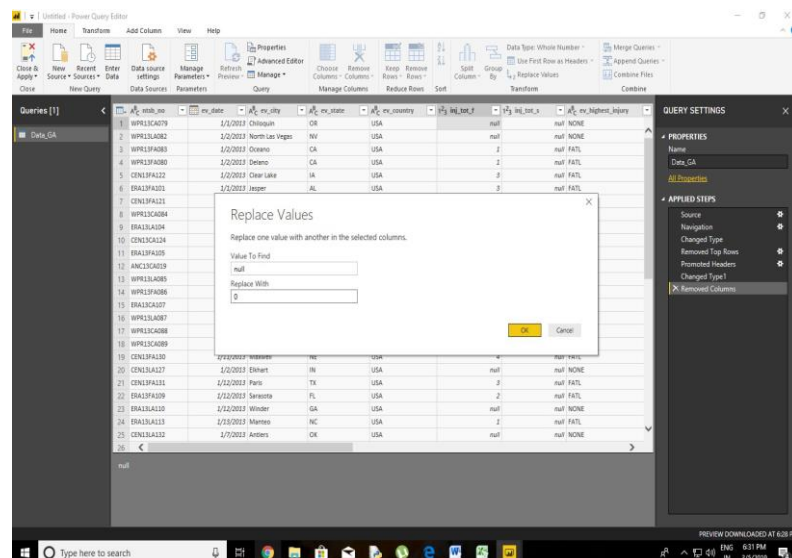 Untitled - Power Query Editor
File Home Transform Add Column View Help
Close & Apply New Source Recent Sources Enter Data Data source settings Manage Parameters Refresh Preview Properties Advanced Editor Manage Choose Columns Remove Columns Keep Rows Remove Rows Split Column Group By Data Type: Whole Number Use First Row as Headers Replace Values Merge Queries Append Queries Combine Files
Close New Query Data Sources Parameters Query Manage Columns Reduce Rows Sort Transform Combine
Queries [1]
Data_GA
ntsb_no ev_date ev_city ev_state ev_country inj_tot_f inj_tot_s ev_highest_injury
1 WPR13CA079 1/1/2013 Chiloquin OR USA null null NONE
2 WPR13LA082 1/2/2013 North Las Vegas NV USA null null NONE
3 WPR13FA083 1/2/2013 Oceano CA USA 1 null FATL
4 WPR13FA080 1/2/2013 Delano CA USA 1 null FATL
5 CEN13FA122 1/2/2013 Clear Lake IA USA 3 null FATL
6 ERA13FA101 1/1/2013 Jasper AL USA 3 null FATL
7 CEN13FA121
8 WPR13CA084
9 ERA13LA104
10 CEN13CA124
11 ERA13FA105
12 ANC13CA019
13 WPR13LA085
14 WPR13FA086
15 ERA13CA107
16 WPR13LA087
17 WPR13CA088
18 WPR13CA089
19 CEN13FA130 NE USA 4 null FATL
20 CEN13LA127 1/2/2013 Elkhart IN USA null null NONE
21 CEN13FA131 1/12/2013 Paris TX USA 3 null FATL
22 ERA13FA109 1/12/2013 Sarasota FL USA 2 null FATL
23 ERA13LA110 1/12/2013 Winder GA USA null null NONE
24 ERA13LA113 1/13/2013 Manteo NC USA 1 null FATL
25 CEN13LA132 1/7/2013 Antlers OK USA null null NONE
26
null
Replace Values
Replace one value with another in the selected columns.
Value To Find
null
Replace With
0
OK Cancel
QUERY SETTINGS
PROPERTIES
Name
Data_GA
All Properties
APPLIED STEPS
Source
Navigation
Changed Type
Removed Top Rows
Promoted Headers
Changed Type1
Removed Columns
PREVIEW DOWNLOADED AT 6:28 P
Type here to search
ENG 6:31 PM
IN